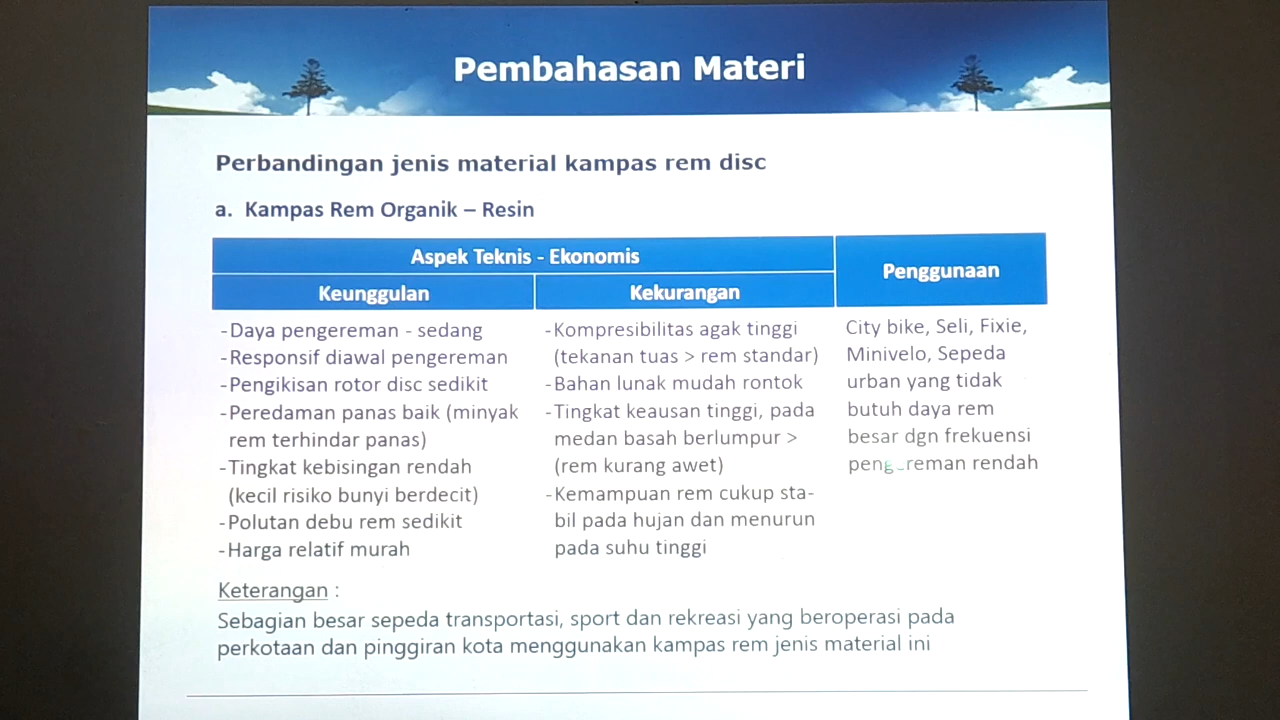 Pembahasan Materi
Perbandingan jenis material kampas rem disc
a. Kampas Rem Organik – Resin
Aspek Teknis - Ekonomis
Penggunaan
Keunggulan
Kekurangan
-Daya pengereman - sedang
-Responsif diawal pengereman
-Pengikisan rotor disc sedikit
-Peredaman panas baik (minyak
rem terhindar panas)
-Tingkat kebisingan rendah
(kecil risiko bunyi berdecit)
-Polutan debu rem sedikit
-Harga relatif murah
-Kompresibilitas agak tinggi
(tekanan tuas > rem standar)
-Bahan lunak mudah rontok
-Tingkat keausan tinggi, pada
medan basah berlumpur >
(rem kurang awet)
-Kemampuan rem cukup sta-
bil pada hujan dan menurun
pada suhu tinggi
City bike, Seli, Fixie,
Minivelo, Sepeda
urban yang tidak
butuh daya rem
besar dgn frekuensi
pengereman rendah
Keterangan :
Sebagian besar sepeda transportasi, sport dan rekreasi yang beroperasi pada
perkotaan dan pinggiran kota menggunakan kampas rem jenis material ini